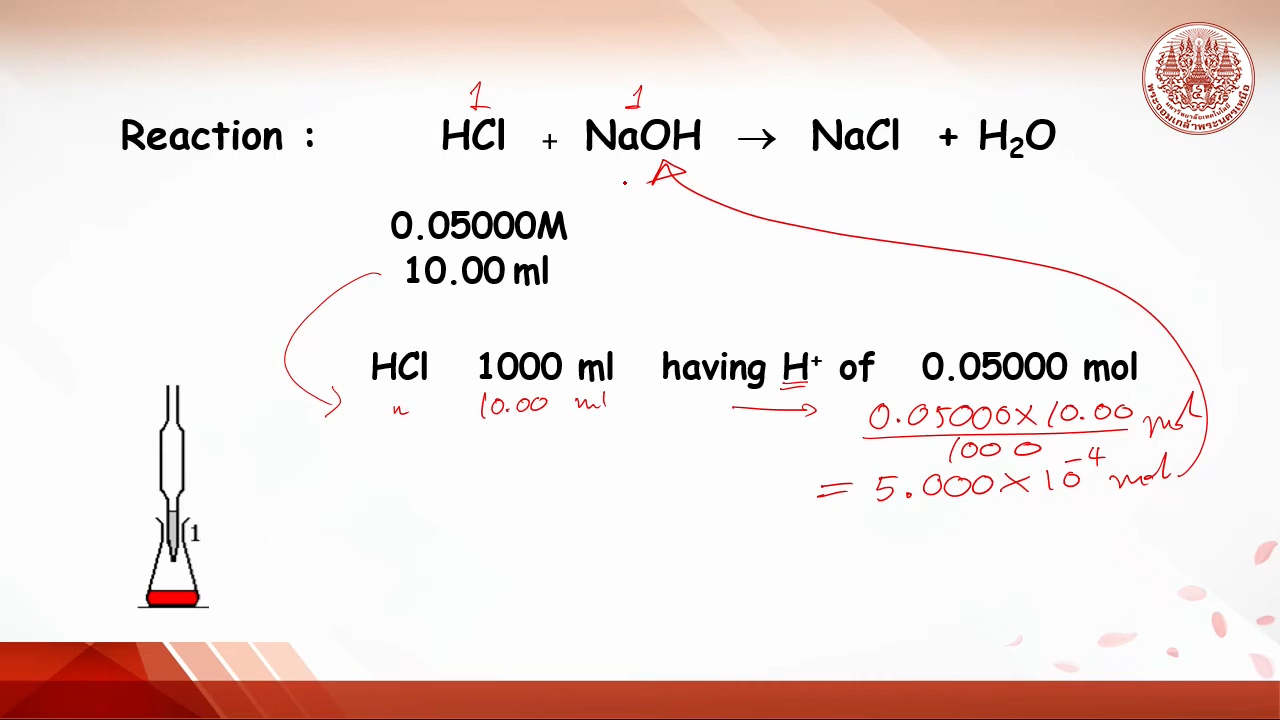 1 1
Reaction : HCl + NaOH → NaCl + H₂O
0.05000M
10.00 ml
HCl 1000 ml having H⁺ of 0.05000 mol
10.00 ml → 0.05000 × 10.00 mol
1000
= 5.000 × 10⁻⁴ mol
1